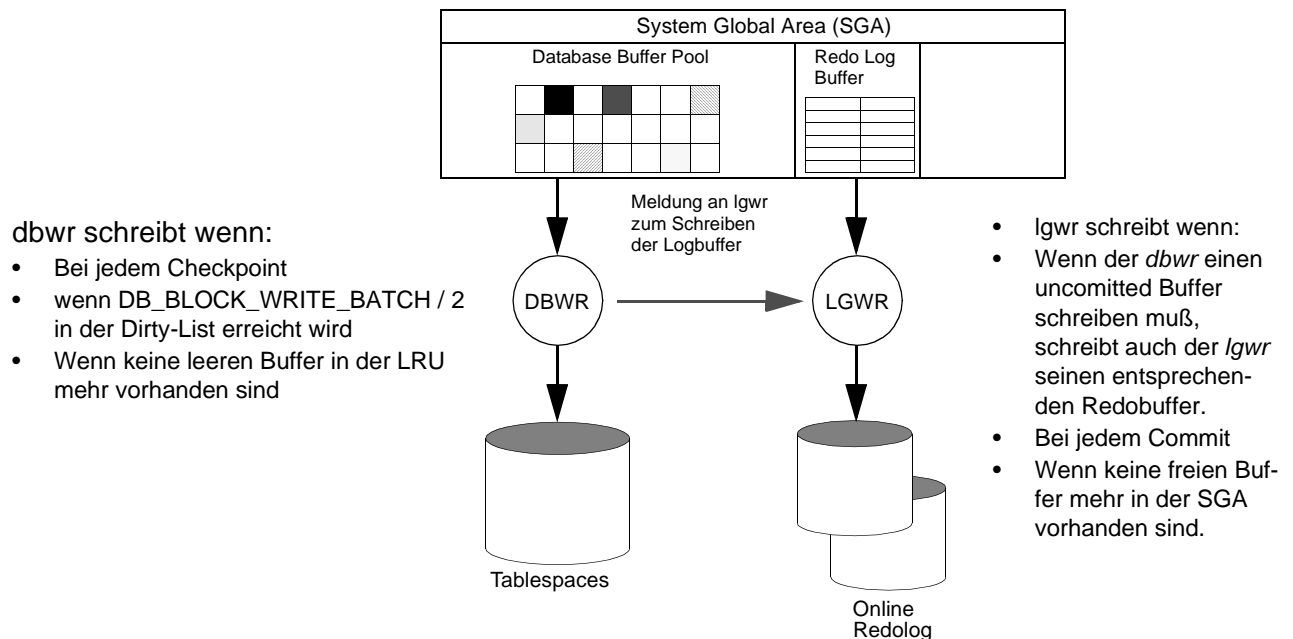 System Global Area (SGA)
Database Buffer Pool
Redo Log
Buffer
Meldung an lgwr
zum Schreiben
der Logbuffer
dbwr schreibt wenn:
• Bei jedem Checkpoint
• wenn DB_BLOCK_WRITE_BATCH / 2
in der Dirty-List erreicht wird
• Wenn keine leeren Buffer in der LRU
mehr vorhanden sind
DBWR
LGWR
• lgwr schreibt wenn:
• Wenn der dbwr einen
uncomitted Buffer
schreiben muß,
schreibt auch der lgwr
seinen entsprechen-
den Redobuffer.
• Bei jedem Commit
• Wenn keine freien Buf-
fer mehr in der SGA
vorhanden sind.
Tablespaces
Online
Redolog